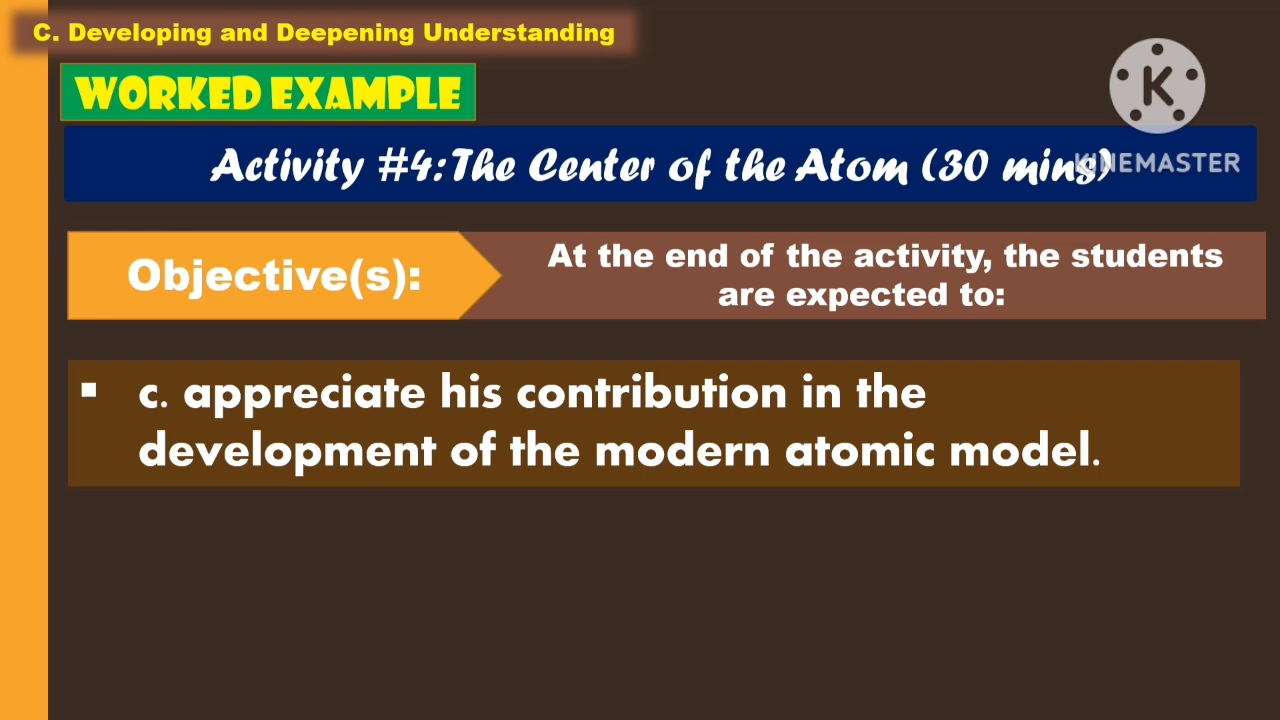 C. Developing and Deepening Understanding
WORKED EXAMPLE
K
Activity #4: The Center of the Atom (30 mins)
KINEMASTER
Objective(s):
At the end of the activity, the students
are expected to:
▪ c. appreciate his contribution in the
development of the modern atomic model.